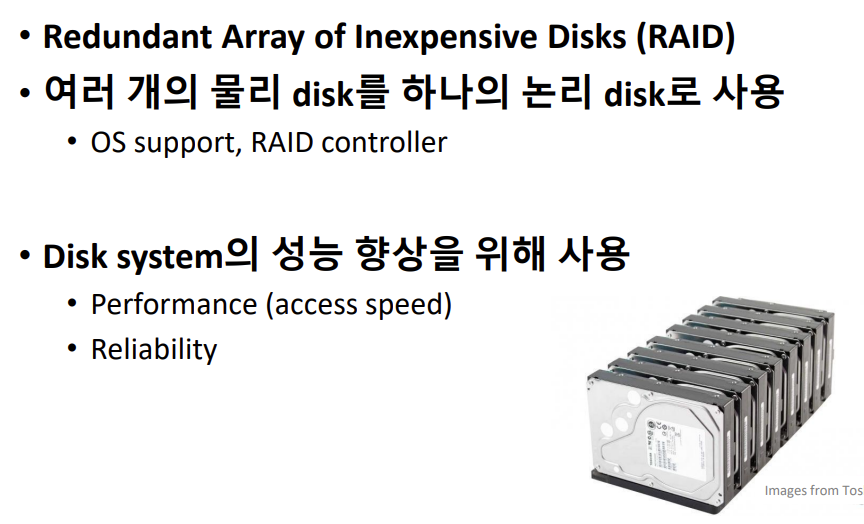 • Redundant Array of Inexpensive Disks (RAID)
• 여러 개의 물리 disk를 하나의 논리 disk로 사용
• OS support, RAID controller
• Disk system의 성능 향상을 위해 사용
• Performance (access speed)
• Reliability
Images from Tos